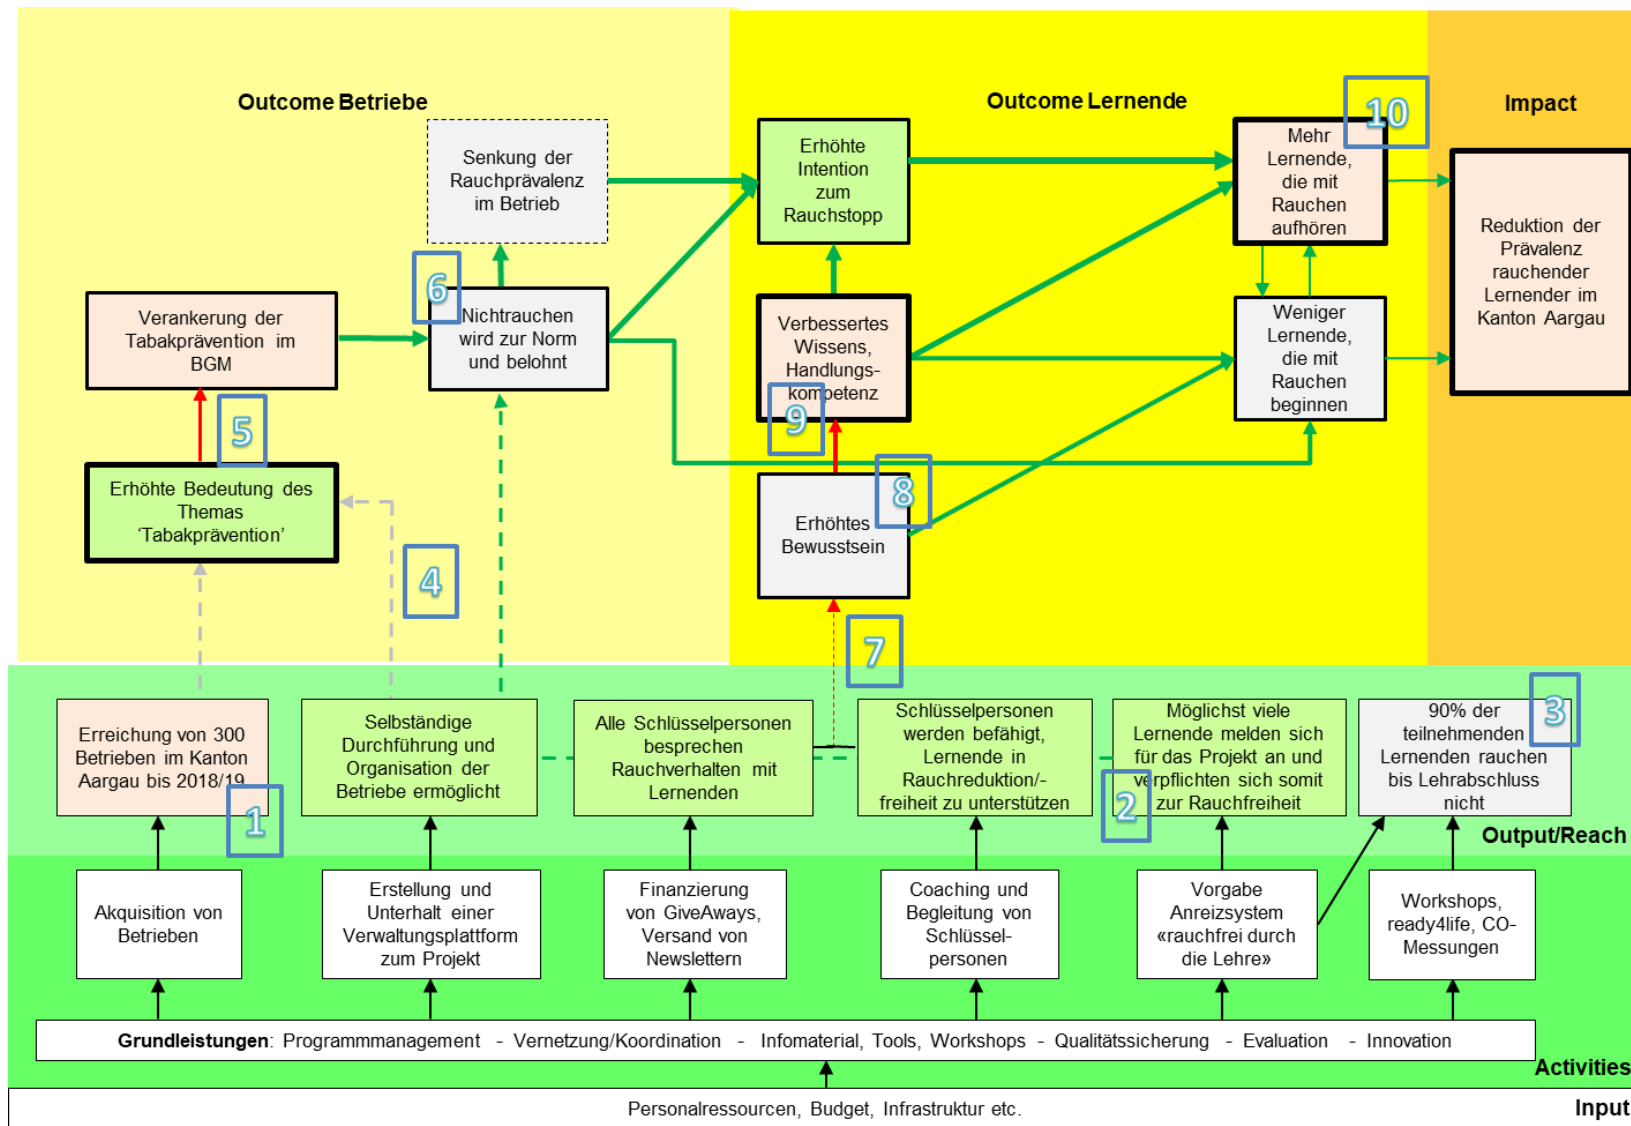 Outcome Betriebe
Outcome Lernende
Impact
10
Senkung der
Rauchprävalenz
im Betrieb
Erhöhte
Intention
zum
Rauchstopp
Mehr
Lernende,
die mit
Rauchen
aufhören
Reduktion der
Prävalenz
rauchender
Lernender im
Kanton Aargau
6
Verankerung der
Tabakprävention im
BGM
Nichtrauchen
wird zur Norm
und belohnt
Verbessertes
Wissens,
Handlungs-
kompetenz
Weniger
Lernende,
die mit
Rauchen
beginnen
5
9
Erhöhte Bedeutung des
Themas
‘Tabakprävention’
8
Erhöhtes
Bewusstsein
4
7
Erreichung von 300
Betrieben im Kanton
Aargau bis 2018/19
1
Selbständige
Durchführung und
Organisation der
Betriebe ermöglicht
Alle Schlüsselpersonen
besprechen
Rauchverhalten mit
Lernenden
Schlüsselpersonen
werden befähigt,
Lernende in
Rauchreduktion/-
freiheit zu unterstützen
2
Möglichst viele
Lernende melden sich
für das Projekt an und
verpflichten sich somit
zur Rauchfreiheit
3
90% der
teilnehmenden
Lernenden rauchen
bis Lehrabschluss
nicht
Output/Reach
Akquisition von
Betrieben
Erstellung und
Unterhalt einer
Verwaltungsplattform
zum Projekt
Finanzierung
von GiveAways,
Versand von
Newslettern
Coaching und
Begleitung von
Schlüssel-
personen
Vorgabe
Anreizsystem
«rauchfrei durch
die Lehre»
Workshops,
ready4life, CO-
Messungen
Grundleistungen: Programmmanagement - Vernetzung/Koordination - Infomaterial, Tools, Workshops - Qualitätssicherung - Evaluation - Innovation
Activities
Personalressourcen, Budget, Infrastruktur etc.
Input